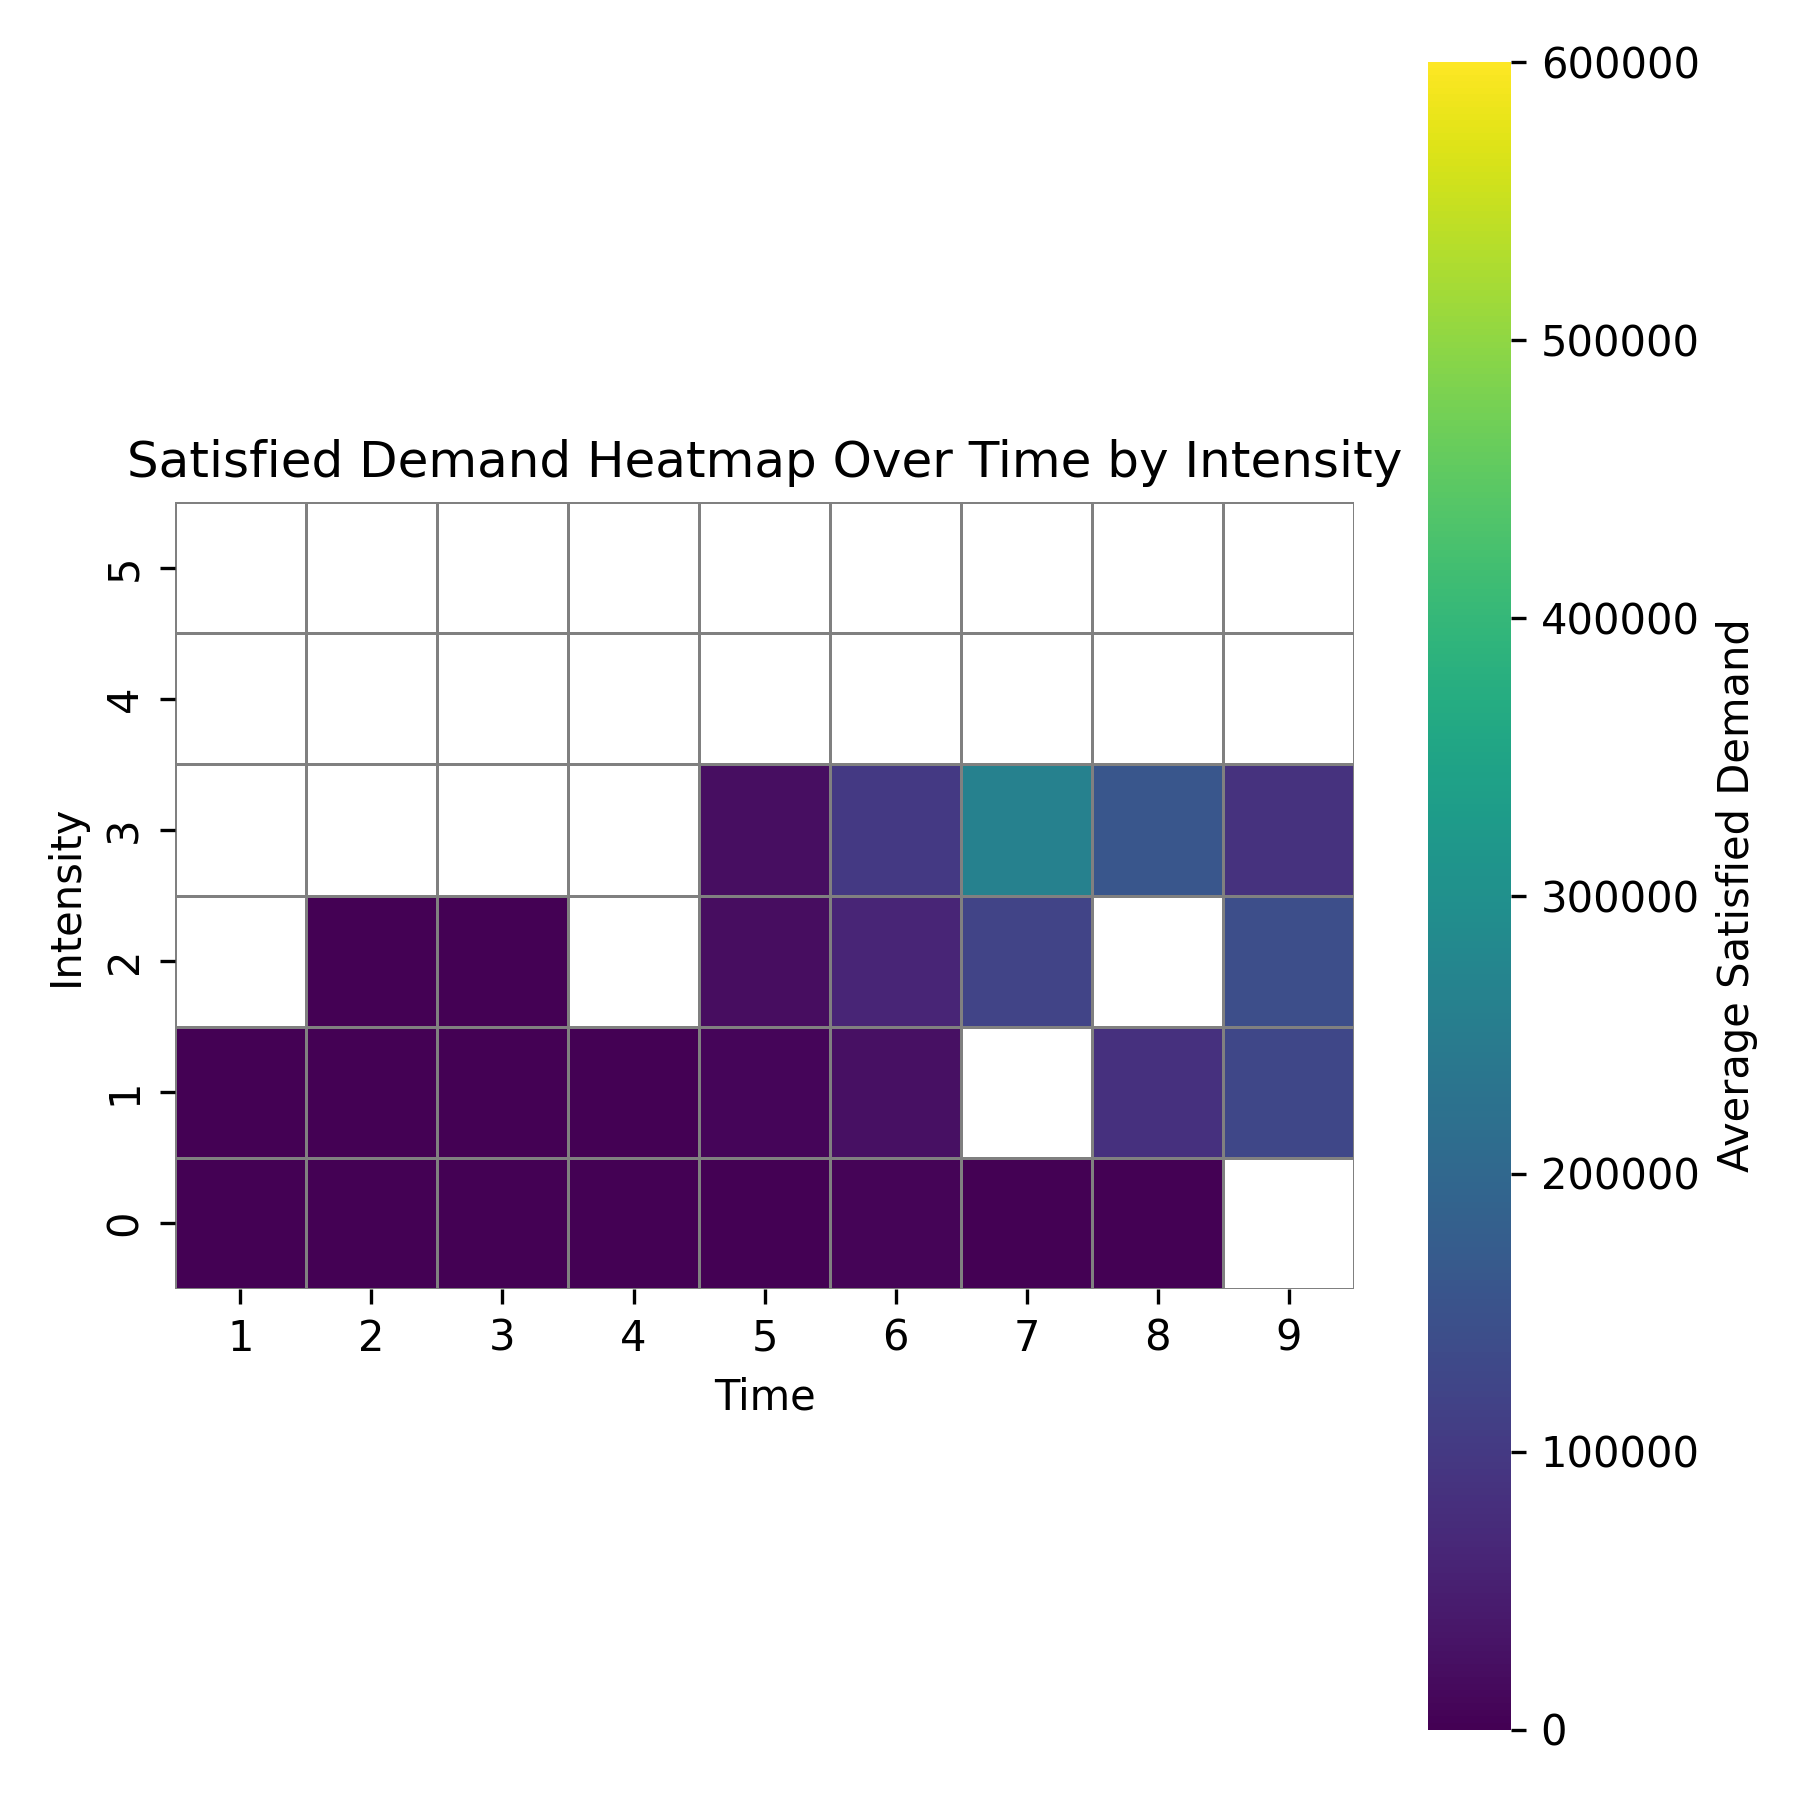 Satisfied Demand Heatmap Over Time by Intensity
Intensity
5
4
3
2
1
0
1 2 3 4 5 6 7 8 9
Time
600000
500000
400000
300000
200000
100000
0
Average Satisfied Demand